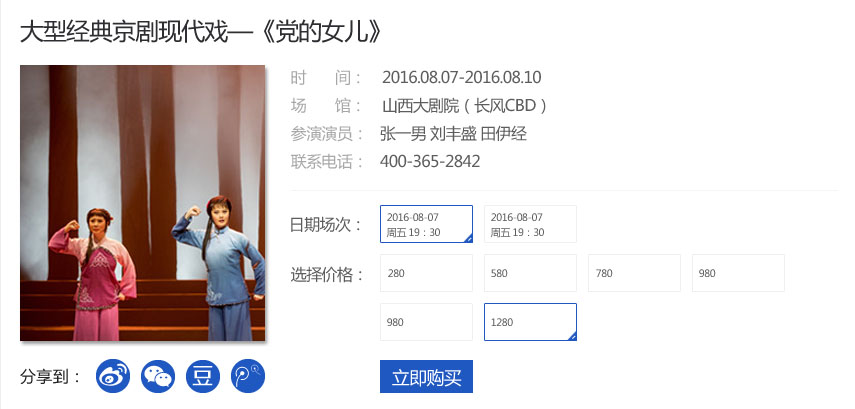 大型经典京剧现代戏—《党的女儿》
时 间： 2016.08.07-2016.08.10
场 馆： 山西大剧院（长风CBD）
参演演员： 张一男 刘丰盛 田伊经
联系电话： 400-365-2842
日期场次： 2016-08-07 2016-08-07
周五 19：30 周五 19：30
选择价格： 280 580 780 980
980 1280
分享到： 豆 立即购买